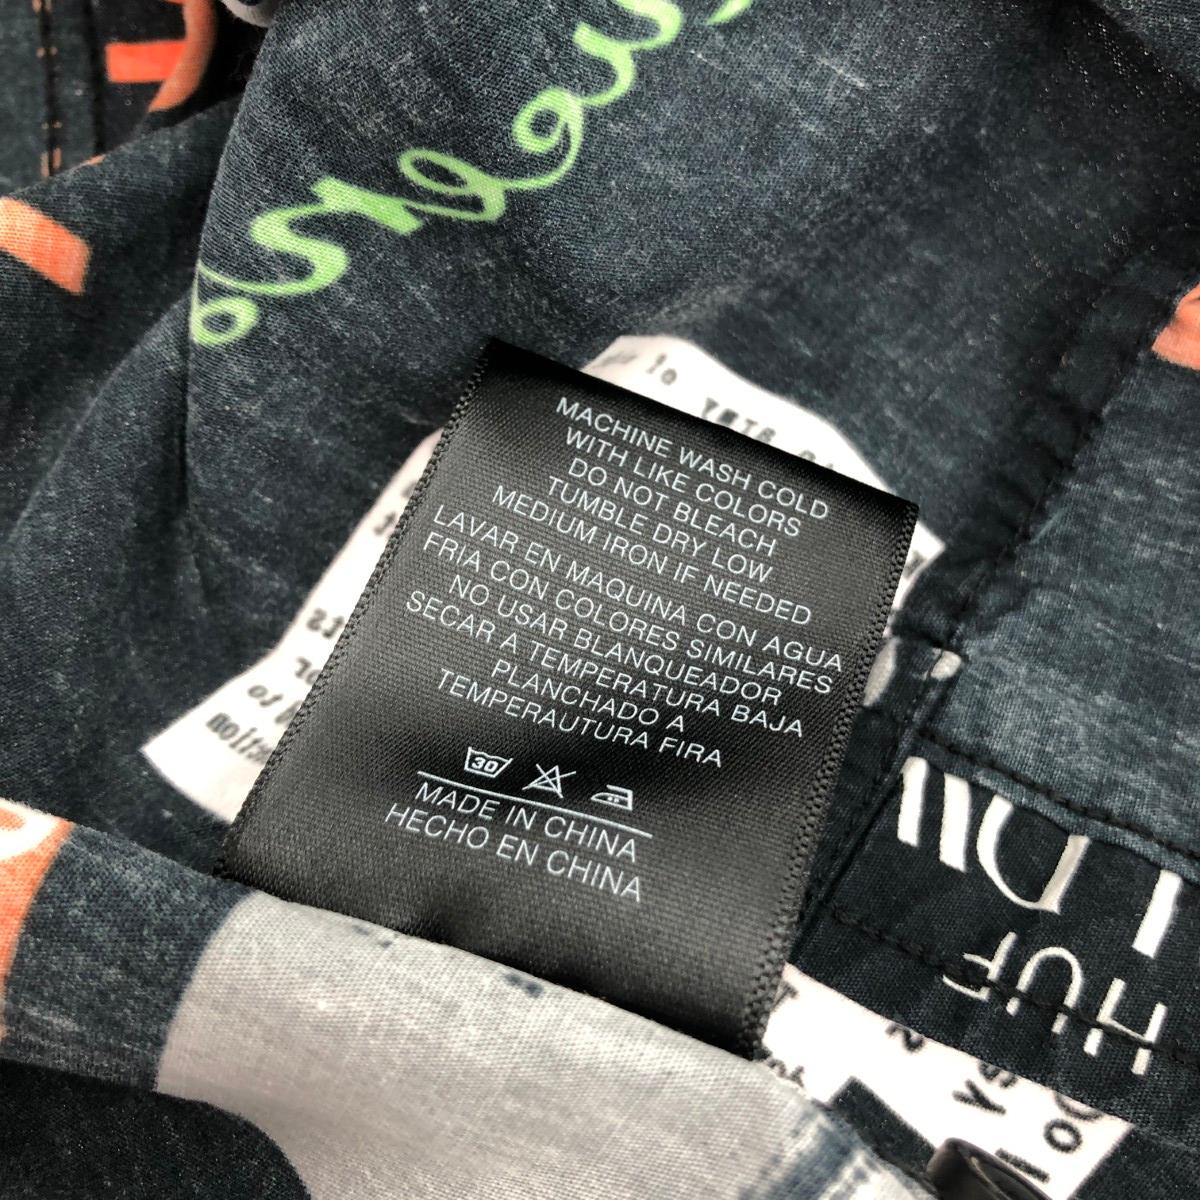 MACHINE WASH COLD
WITH LIKE COLORS
DO NOT BLEACH
TUMBLE DRY LOW
MEDIUM IRON IF NEEDED
LAVAR EN MAQUINA CON AGUA
FRIA CON COLORES SIMILARES
NO USAR BLANQUEADOR
SECAR A TEMPERATURA BAJA
PLANCHADO A
TEMPERAUTURA FIRA
30
MADE IN CHINA
HECHO EN CHINA
HUF